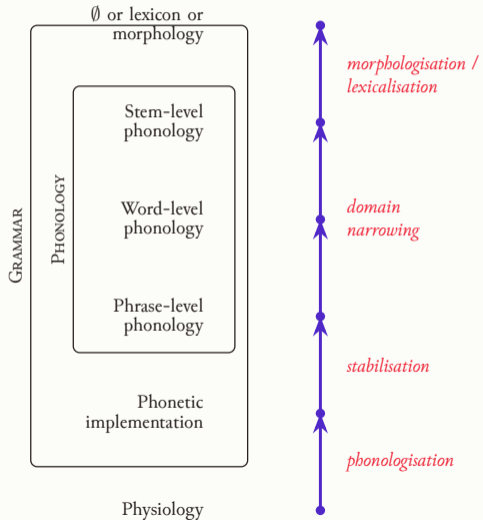 ∅ or lexicon or
morphology
morphologisation /
lexicalisation
Stem-level
phonology
Word-level
phonology
domain
narrowing
GRAMMAR
PHONOLOGY
Phrase-level
phonology
stabilisation
Phonetic
implementation
phonologisation
Physiology